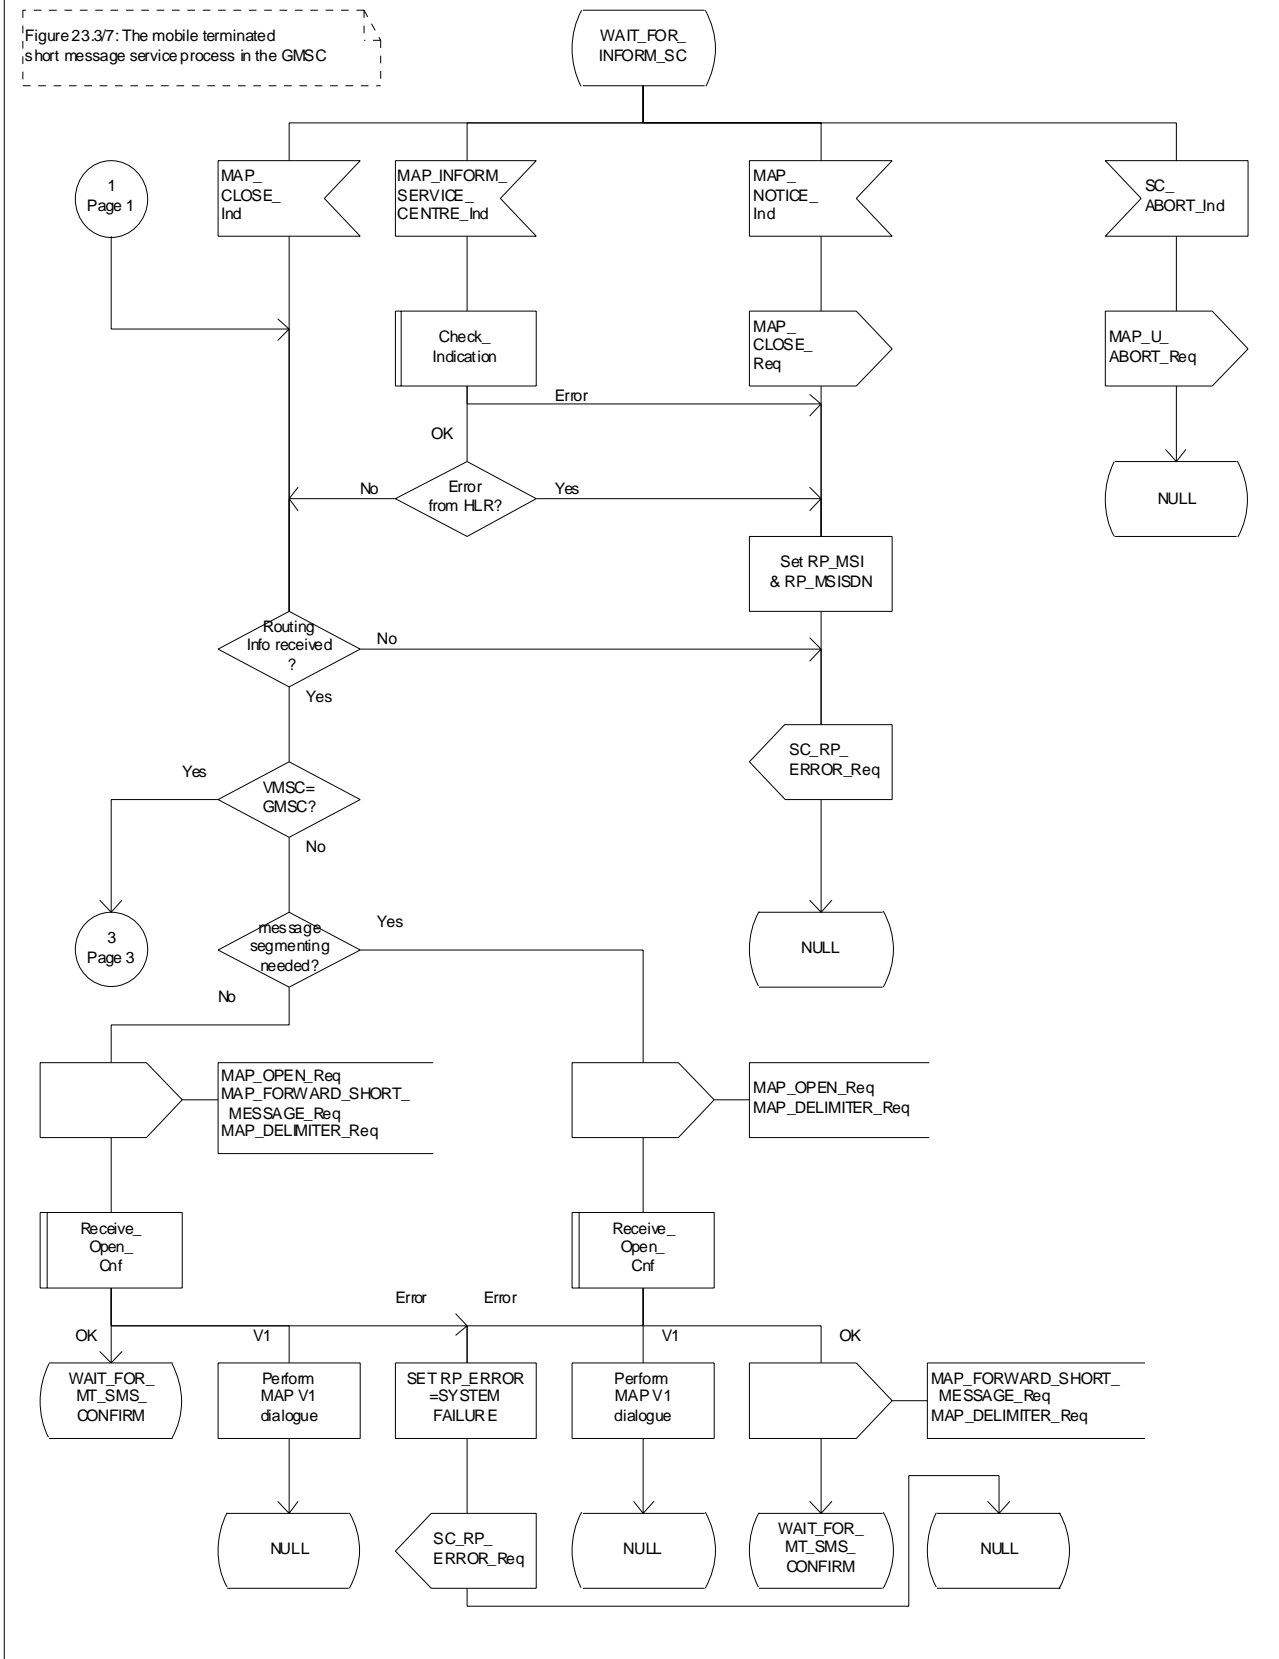 Figure 23.3/7: The mobile terminated
short message service process in the GMSC
WAIT_FOR_
INFORM_SC
1
Page 1
MAP_
CLOSE_
Ind
MAP_INFORM_
SERVICE_
CENTRE_Ind
MAP_
NOTICE_
Ind
SC_
ABORT_Ind
Check_
Indication
MAP_
CLOSE_
Req
MAP_U_
ABORT_Req
Error
OK
No
Error
from HLR?
Yes
NULL
Set RP_MSI
& RP_MSISDN
Routing
Info received
?
No
Yes
SC_RP_
ERROR_Req
Yes
VMSC=
GMSC?
No
3
Page 3
message
segmenting
needed?
Yes
NULL
No
MAP_OPEN_Req
MAP_FORWARD_SHORT_
MESSAGE_Req
MAP_DELIMITER_Req
MAP_OPEN_Req
MAP_DELIMITER_Req
Receive_
Open_
Cnf
Receive_
Open_
Cnf
Error
Error
OK
V1
V1
OK
WAIT_FOR_
MT_SMS_
CONFIRM
Perform
MAP V1
dialogue
SET RP_ERROR
=SYSTEM
FAILURE
Perform
MAP V1
dialogue
MAP_FORWARD_SHORT_
MESSAGE_Req
MAP_DELIMITER_Req
NULL
SC_RP_
ERROR_Req
NULL
WAIT_FOR_
MT_SMS_
CONFIRM
NULL